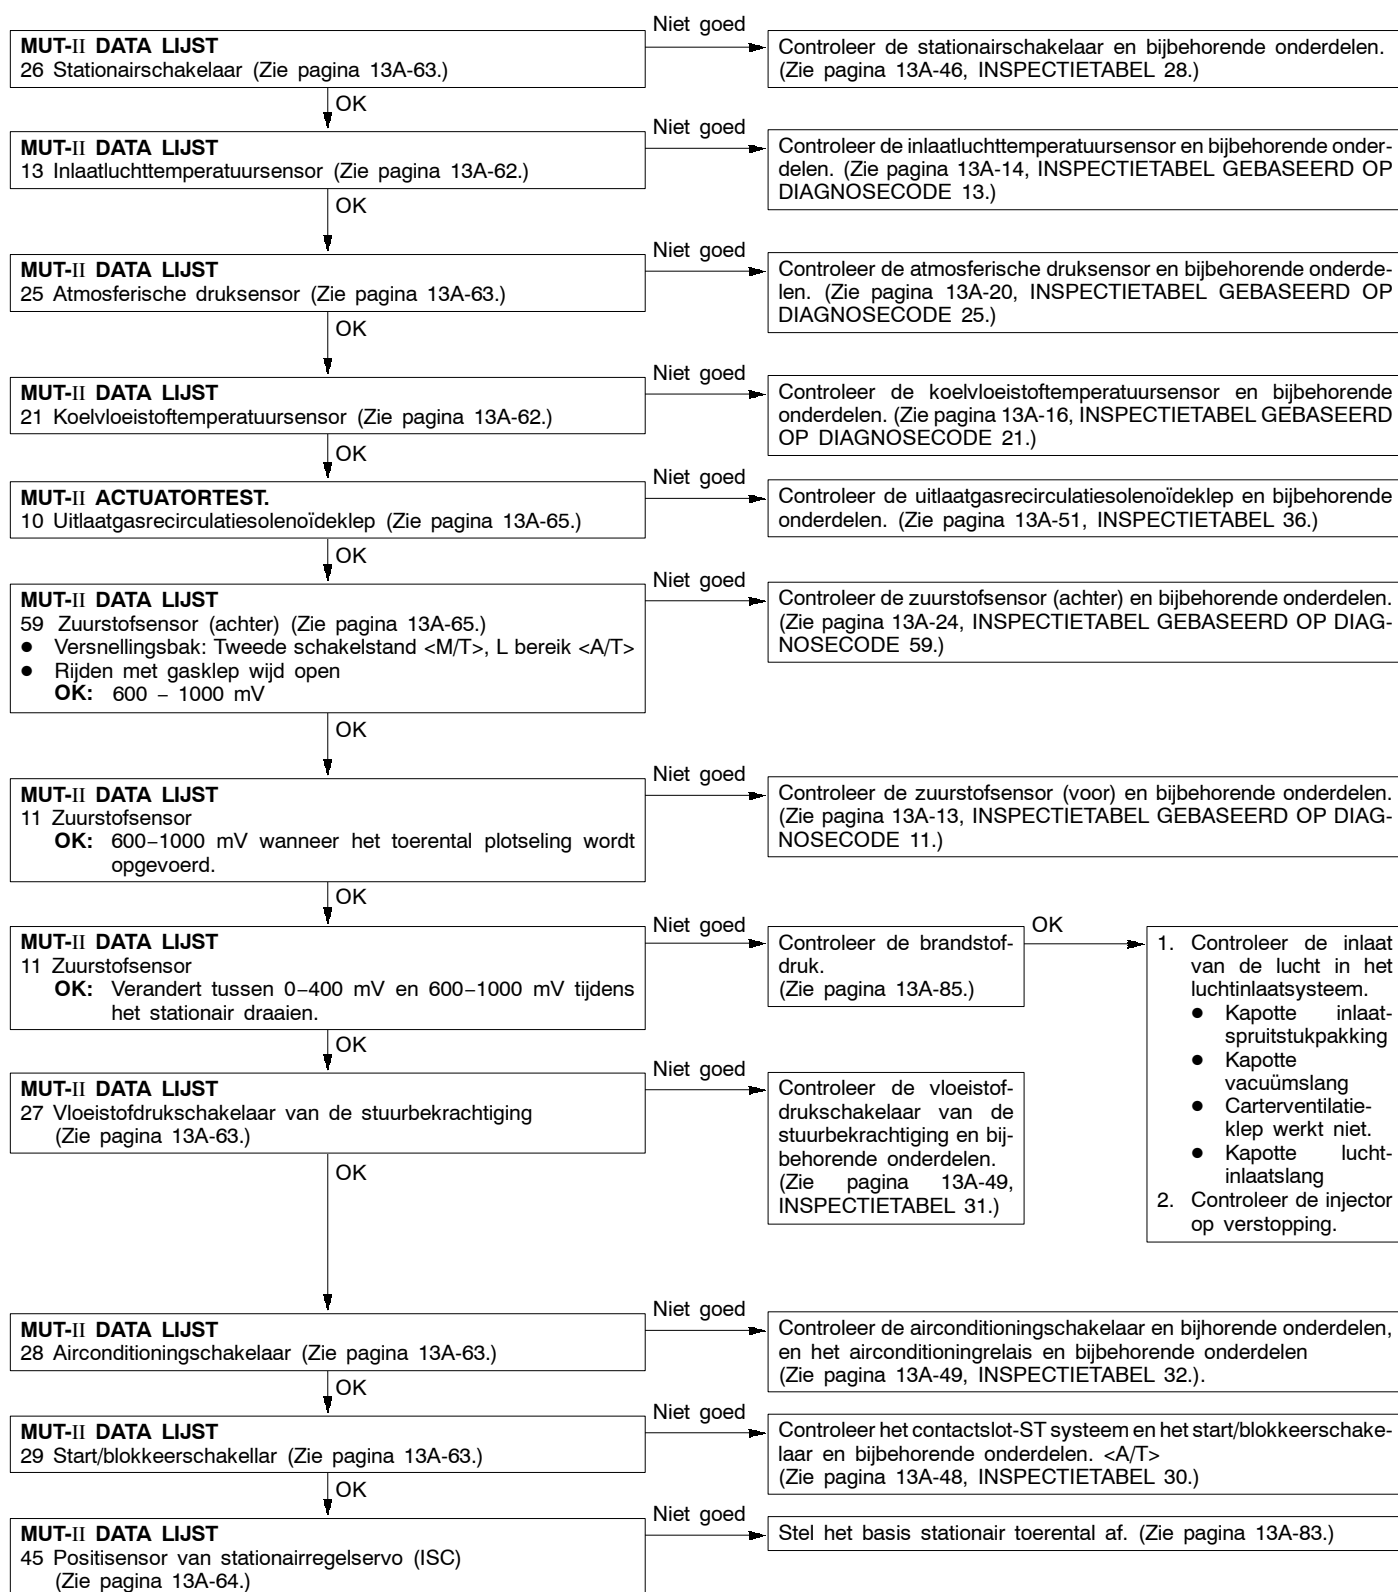 Niet goed
MUT-II DATA LIJST
26 Stationairschakelaar (Zie pagina 13A-63.)
Controleer de stationairschakelaar en bijbehorende onderdelen.
(Zie pagina 13A-46, INSPECTIETABEL 28.)
OK
Niet goed
MUT-II DATA LIJST
13 Inlaatluchttemperatuursensor (Zie pagina 13A-62.)
Controleer de inlaatluchttemperatuursensor en bijbehorende onder-
delen. (Zie pagina 13A-14, INSPECTIETABEL GEBASEERD OP
DIAGNOSECODE 13.)
OK
Niet goed
MUT-II DATA LIJST
25 Atmosferische druksensor (Zie pagina 13A-63.)
Controleer de atmosferische druksensor en bijbehorende onderde-
len. (Zie pagina 13A-20, INSPECTIETABEL GEBASEERD OP
DIAGNOSECODE 25.)
OK
Niet goed
MUT-II DATA LIJST
21 Koelvloeistoftemperatuursensor (Zie pagina 13A-62.)
Controleer de koelvloeistoftemperatuursensor en bijbehorende
onderdelen. (Zie pagina 13A-16, INSPECTIETABEL GEBASEERD
OP DIAGNOSECODE 21.)
OK
Niet goed
MUT-II ACTUATORTEST.
10 Uitlaatgasrecirculatiesolenoïdeklep (Zie pagina 13A-65.)
Controleer de uitlaatgasrecirculatiesolenoïdeklep en bijbehorende
onderdelen. (Zie pagina 13A-51, INSPECTIETABEL 36.)
OK
Niet goed
MUT-II DATA LIJST
59 Zuurstofsensor (achter) (Zie pagina 13A-65.)
● Versnellingsbak: Tweede schakelstand <M/T>, L bereik <A/T>
● Rijden met gasklep wijd open
OK: 600 – 1000 mV
Controleer de zuurstofsensor (achter) en bijbehorende onderdelen.
(Zie pagina 13A-24, INSPECTIETABEL GEBASEERD OP DIAG-
NOSECODE 59.)
OK
Niet goed
MUT-II DATA LIJST
11 Zuurstofsensor
OK: 600–1000 mV wanneer het toerental plotseling wordt
opgevoerd.
Controleer de zuurstofsensor (voor) en bijbehorende onderdelen.
(Zie pagina 13A-13, INSPECTIETABEL GEBASEERD OP DIAG-
NOSECODE 11.)
OK
Niet goed
MUT-II DATA LIJST
11 Zuurstofsensor
OK: Verandert tussen 0–400 mV en 600–1000 mV tijdens
het stationair draaien.
Controleer de brandstof-
druk.
(Zie pagina 13A-85.)
OK
1. Controleer de inlaat
van de lucht in het
luchtinlaatsysteem.
● Kapotte inlaat-
spruitstukpakking
● Kapotte
vacuümslang
● Carterventilatie-
klep werkt niet.
● Kapotte lucht-
inlaatslang
2. Controleer de injector
op verstopping.
OK
Niet goed
MUT-II DATA LIJST
27 Vloeistofdrukschakelaar van de stuurbekrachtiging
(Zie pagina 13A-63.)
Controleer de vloeistof-
drukschakelaar van de
stuurbekrachtiging en bij-
behorende onderdelen.
(Zie pagina 13A-49,
INSPECTIETABEL 31.)
OK
Niet goed
MUT-II DATA LIJST
28 Airconditioningschakelaar (Zie pagina 13A-63.)
Controleer de airconditioningschakelaar en bijhorende onderdelen,
en het airconditioningrelais en bijbehorende onderdelen
(Zie pagina 13A-49, INSPECTIETABEL 32.).
OK
Niet goed
MUT-II DATA LIJST
29 Start/blokkeerschakellar (Zie pagina 13A-63.)
Controleer het contactslot-ST systeem en het start/blokkeerschake-
laar en bijbehorende onderdelen. <A/T>
(Zie pagina 13A-48, INSPECTIETABEL 30.)
OK
Niet goed
MUT-II DATA LIJST
45 Positisensor van stationairregelservo (ISC)
(Zie pagina 13A-64.)
Stel het basis stationair toerental af. (Zie pagina 13A-83.)